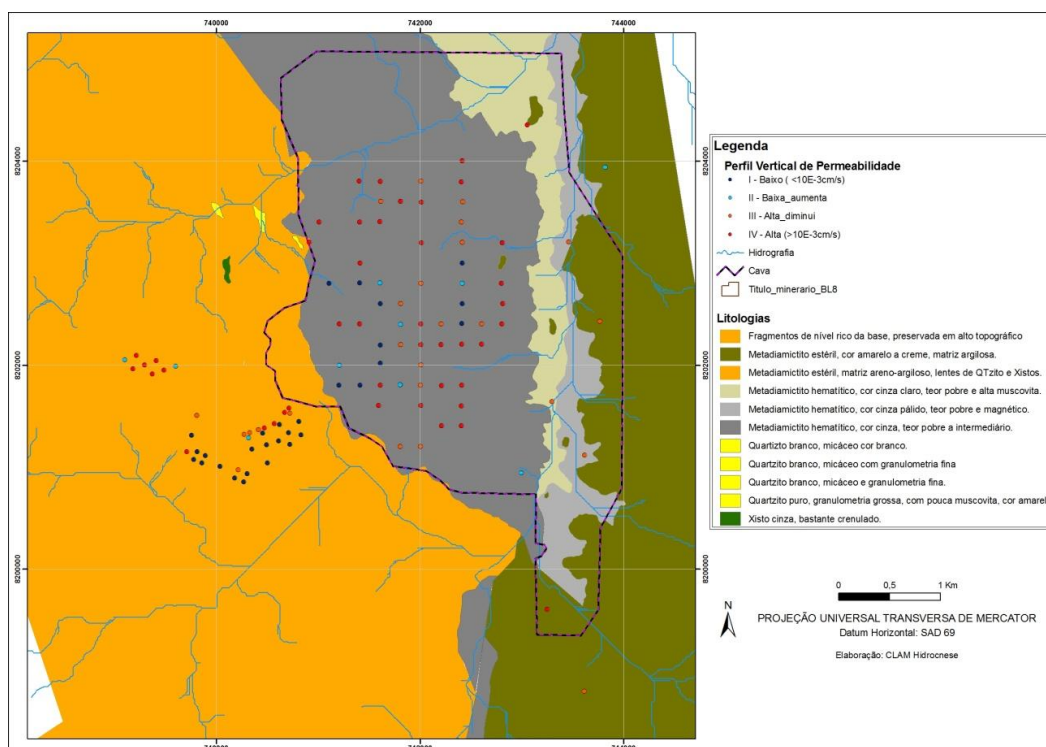 740000
742000
744000
8204000
8202000
8200000
740000
742000
744000
Legenda
Perfil Vertical de Permeabilidade
I - Baixo ( <10E-3cm/s)
II - Baixa_aumenta
III - Alta_diminui
IV - Alta (>10E-3cm/s)
Hidrografia
Cava
Titulo_minerario_BL8
Litologias
Fragmentos de nível rico da base, preservada em alto topográfico
Metadiamictito estéril, cor amarelo a creme, matriz argilosa.
Metadiamictito estéril, matriz areno-argiloso, lentes de QTzito e Xistos.
Metadiamictito hematítico, cor cinza claro, teor pobre e alta muscovita.
Metadiamictito hematítico, cor cinza pálido, teor pobre e magnético.
Metadiamictito hematítico, cor cinza, teor pobre a intermediário.
Quartizito branco, micáceo cor branco.
Quartzito branco, micáceo com granulometria fina
Quartzito branco, micáceo e granulometria fina.
Quartzito puro, granulometria grossa, com pouca muscovita, cor amarel
Xisto cinza, bastante crenulado.
0 1 Km
N
PROJEÇÃO UNIVERSAL TRANSVERSA DE MERCATOR
Datum Horizontal: SAD 69
Elaboração: CLAM Hidrocnese